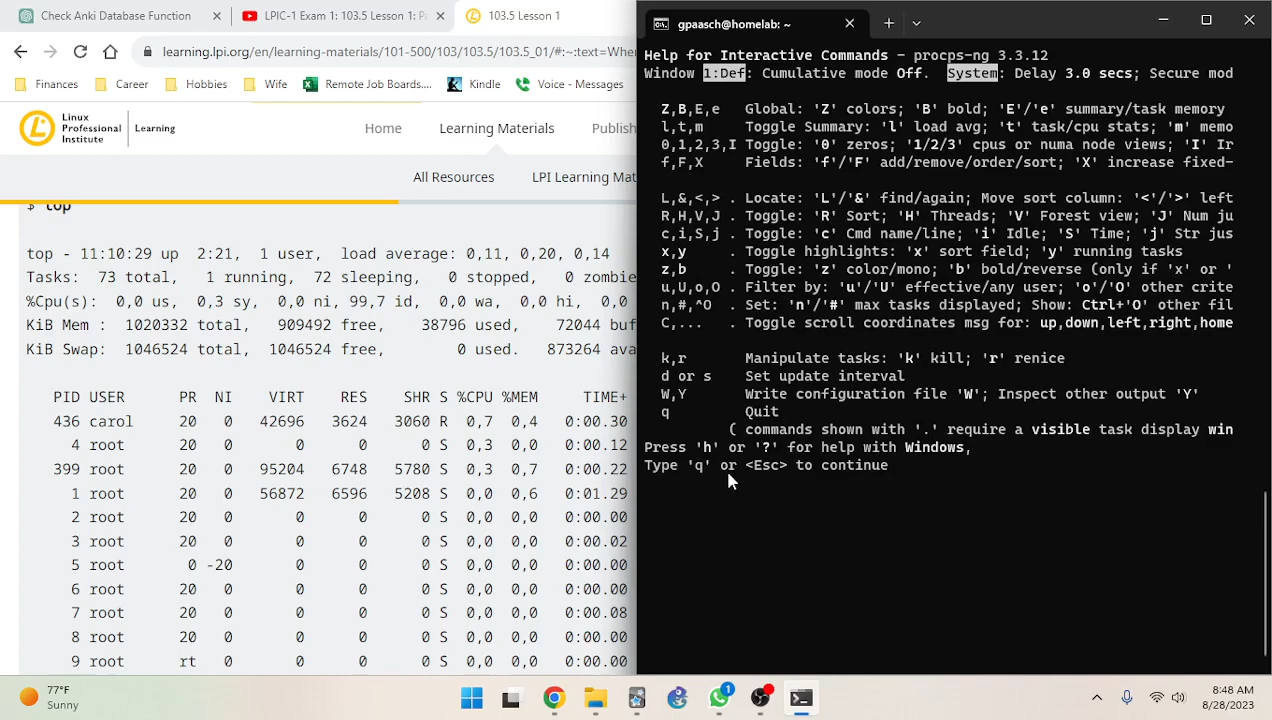 Check Anki Database Function
LPIC-1 Exam 1: 103.5 Lesson 1: P
103.5 Lesson 1
learning.lpi.org/en/learning-materials/101-500/103/103.5/103.5_01/#:~:text=Whe
Finances
Career
Hobbies
Wife
Remote Job Boards....
Kindle
Voice - Messages
Linux
Professional
Institute
Learning
Home
Learning Materials
Publish
All Resources
LPI Learning Mat
$ top
top - 11:10:29 up 2:21, 1 user, load average: 0,11, 0,20, 0,14
Tasks: 73 total, 1 running, 72 sleeping, 0 stopped, 0 zombie
%Cpu(s): 0,0 us, 0,3 sy, 0,0 ni, 99,7 id, 0,0 wa, 0,0 hi, 0,0
KiB Mem : 1020332 total, 909492 free, 38796 used, 72044 buf
KiB Swap: 1046524 total, 1046524 free, 0 used. 873264 ava
PID USER PR NI VIRT RES SHR S %CPU %MEM TIME+
436 carol 20 0 42696 3624 3060 R 0,7 0,4 0:00.30
4 root 20 0 0 0 0 S 0,3 0,0 0:00.12
399 root 20 0 95204 6748 5780 S 0,3 0,7 0:00.22
1 root 20 0 56872 6596 5208 S 0,0 0,6 0:01.29
2 root 20 0 0 0 0 S 0,0 0,0 0:00.00
3 root 20 0 0 0 0 S 0,0 0,0 0:00.02
5 root 0 -20 0 0 0 S 0,0 0,0 0:00.00
6 root 20 0 0 0 0 S 0,0 0,0 0:00.00
7 root 20 0 0 0 0 S 0,0 0,0 0:00.08
8 root 20 0 0 0 0 S 0,0 0,0 0:00.00
9 root rt 0 0 0 0 S 0,0 0,0 0:00.00
gpaasch@homelab: ~
Help for Interactive Commands - procps-ng 3.3.12
Window 1:Def: Cumulative mode Off. System: Delay 3.0 secs; Secure mod
Z,B,E,e Global: 'Z' colors; 'B' bold; 'E'/'e' summary/task memory
l,t,m Toggle Summary: 'l' load avg; 't' task/cpu stats; 'm' memo
0,1,2,3,I Toggle: '0' zeros; '1/2/3' cpus or numa node views; 'I' Ir
f,F,X Fields: 'f'/'F' add/remove/order/sort; 'X' increase fixed-
L,&,<,> . Locate: 'L'/'&' find/again; Move sort column: '<'/'>' left
R,H,V,J . Toggle: 'R' Sort; 'H' Threads; 'V' Forest view; 'J' Num ju
c,i,S,j . Toggle: 'c' Cmd name/line; 'i' Idle; 'S' Time; 'j' Str jus
x,y . Toggle highlights: 'x' sort field; 'y' running tasks
z,b . Toggle: 'z' color/mono; 'b' bold/reverse (only if 'x' or '
u,U,o,O . Filter by: 'u'/'U' effective/any user; 'o'/'O' other crite
n,#,^O . Set: 'n'/'#' max tasks displayed; Show: Ctrl+'O' other fil
C,... . Toggle scroll coordinates msg for: up,down,left,right,home
k,r Manipulate tasks: 'k' kill; 'r' renice
d or s Set update interval
W,Y Write configuration file 'W'; Inspect other output 'Y'
q Quit
( commands shown with '.' require a visible task display win
Press 'h' or '?' for help with Windows,
Type 'q' or <Esc> to continue
77°F
Sunny
1
8:48 AM
8/28/2023